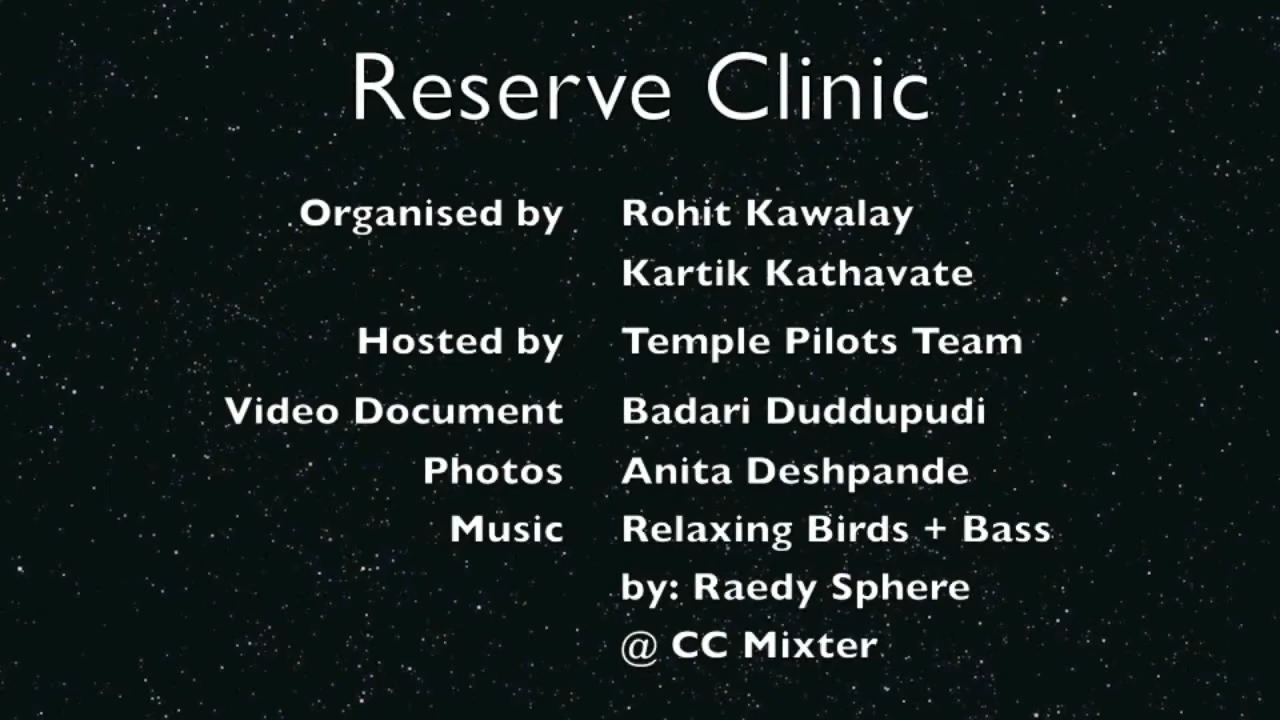 Reserve Clinic
Organised by Rohit Kawalay
Kartik Kathavate
Hosted by Temple Pilots Team
Video Document Badari Duddupudi
Photos Anita Deshpande
Music Relaxing Birds + Bass
by: Raedy Sphere
@ CC Mixter